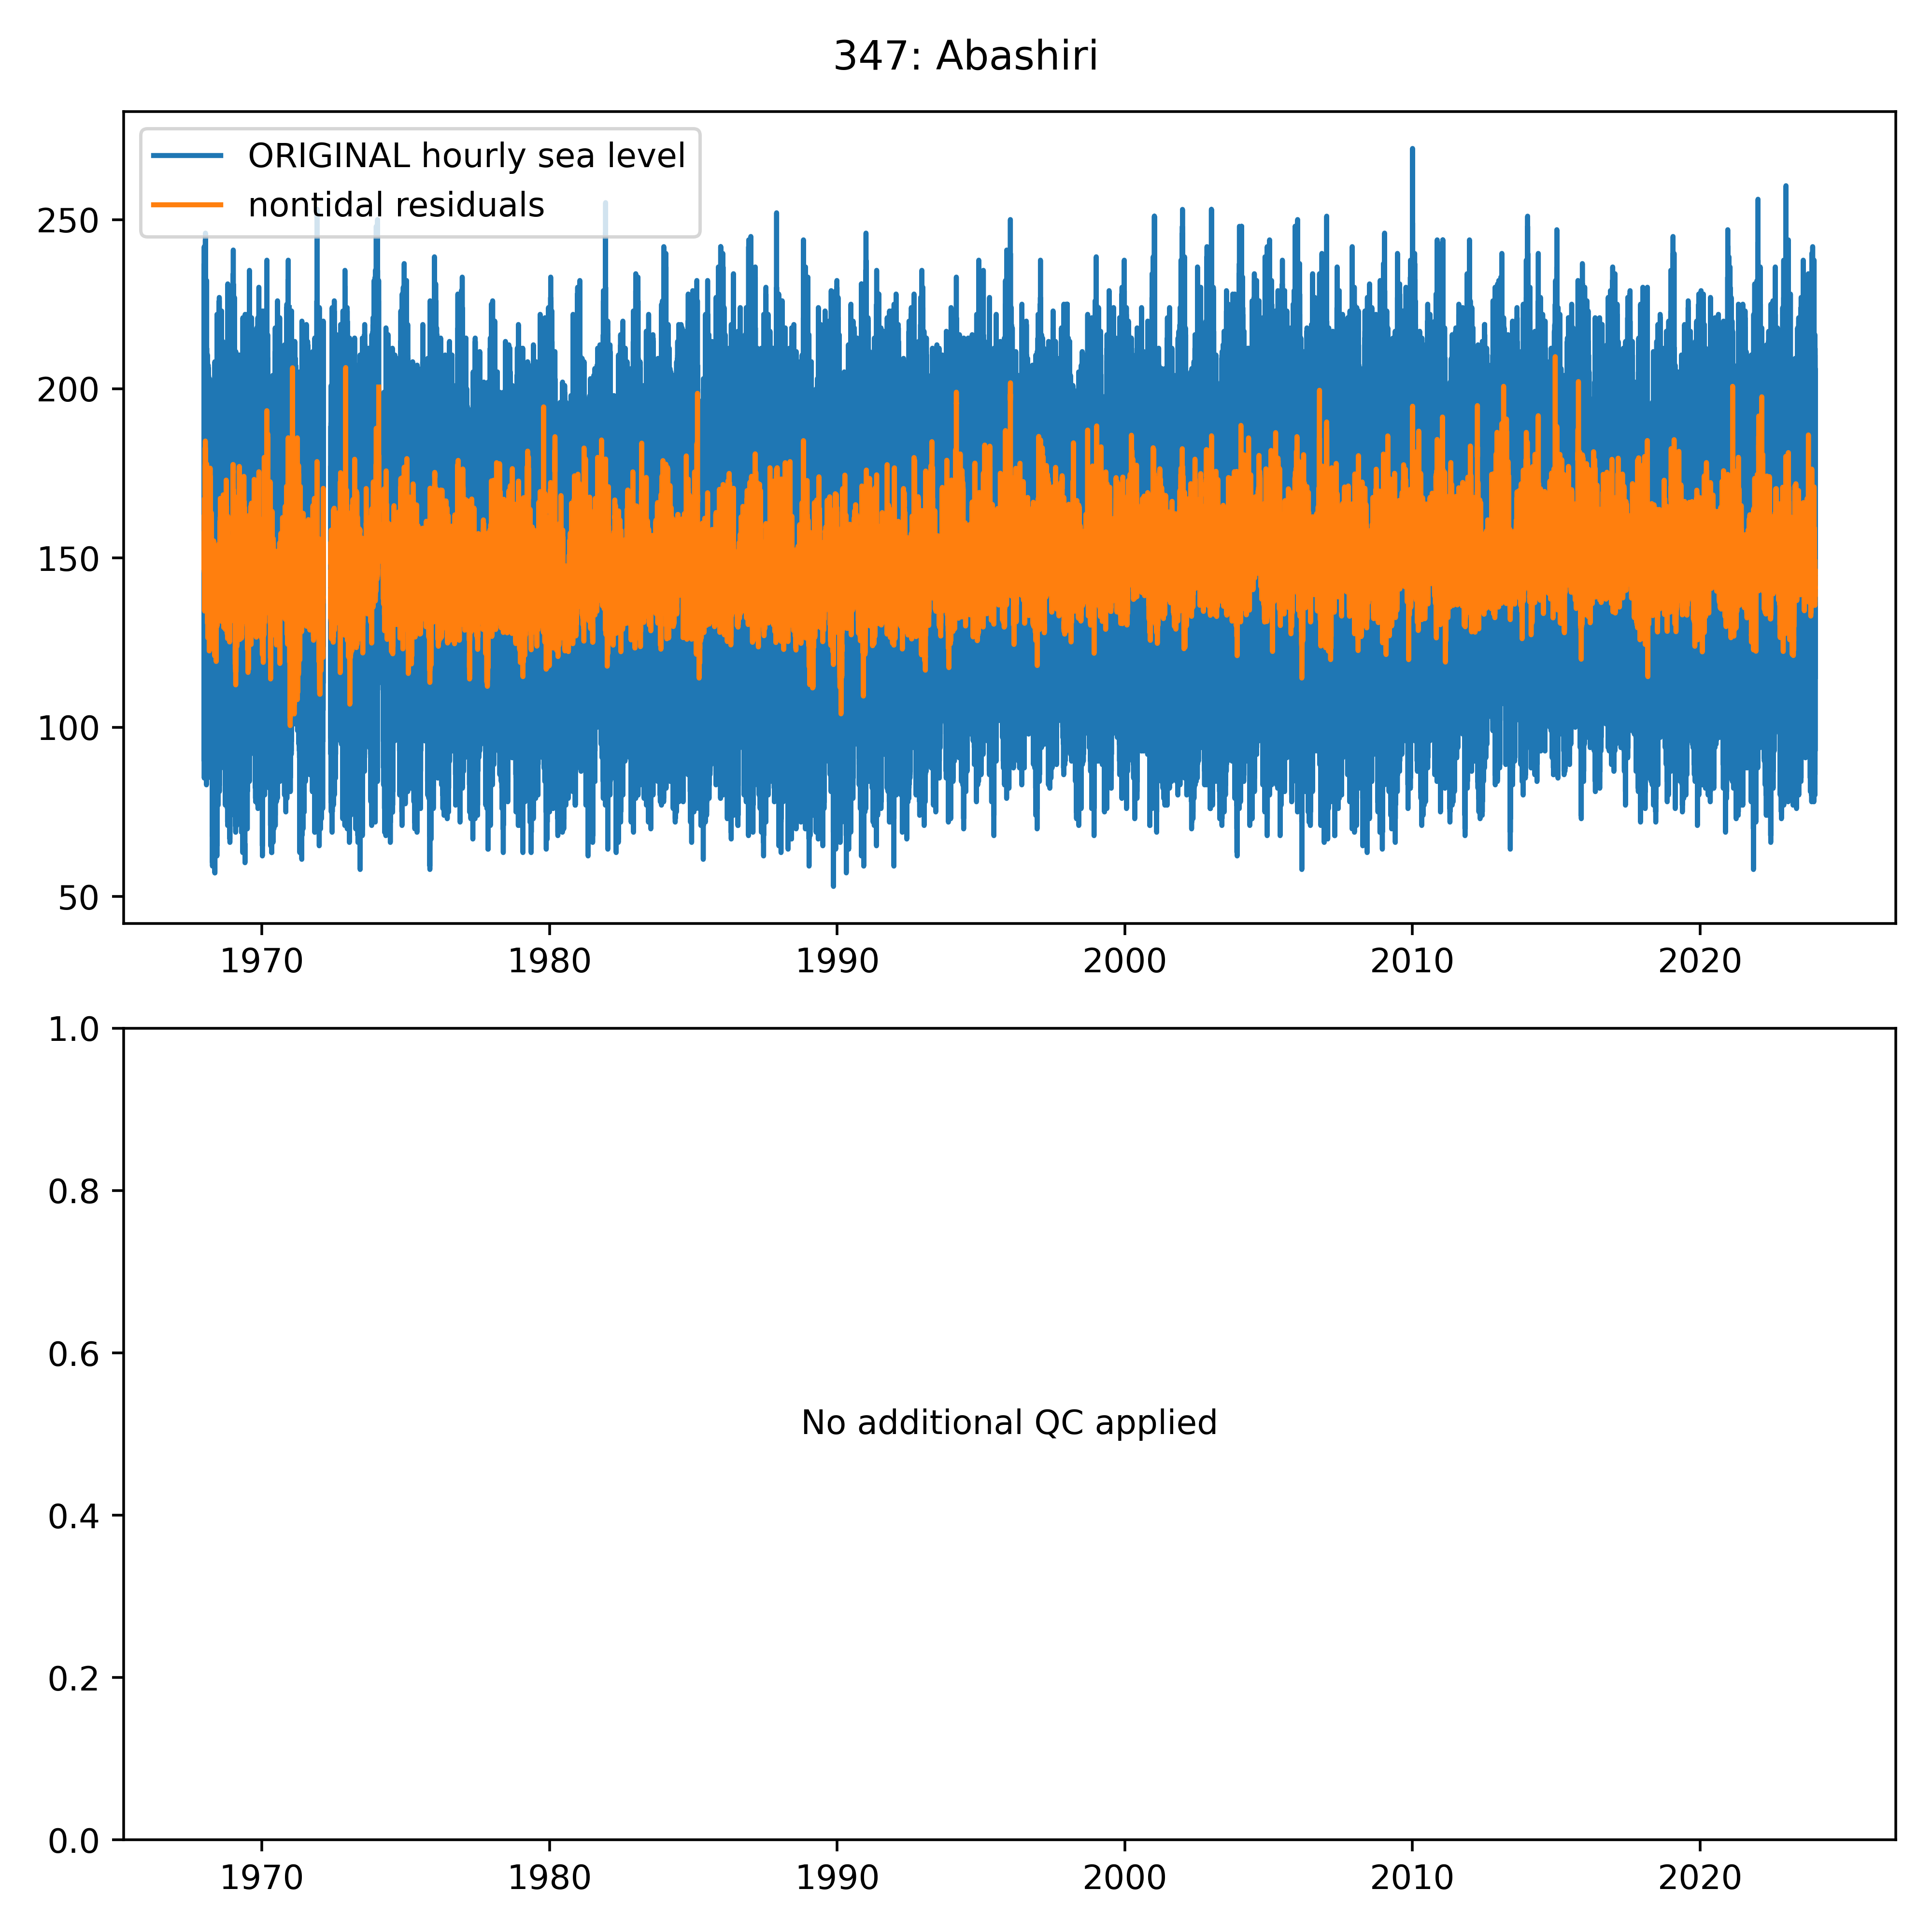 347: Abashiri
ORIGINAL hourly sea level
nontidal residuals
250
200
150
100
50
1970 1980 1990 2000 2010 2020
1.0
0.8
0.6
0.4
0.2
0.0
No additional QC applied
1970 1980 1990 2000 2010 2020